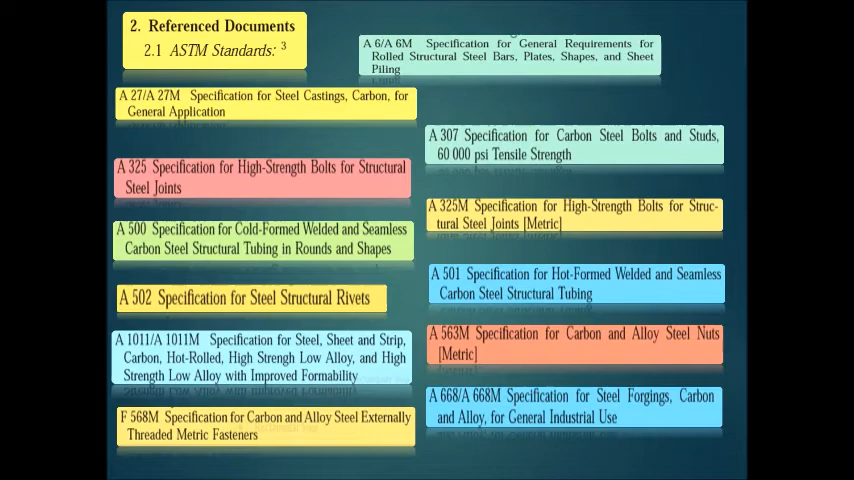 2. Referenced Documents
2.1 ASTM Standards: 3
A 6/A 6M Specification for General Requirements for
Rolled Structural Steel Bars, Plates, Shapes, and Sheet
Piling
A 27/A 27M Specification for Steel Castings, Carbon, for
General Application
A 307 Specification for Carbon Steel Bolts and Studs,
60 000 psi Tensile Strength
A 325 Specification for High-Strength Bolts for Structural
Steel Joints
A 325M Specification for High-Strength Bolts for Struc-
tural Steel Joints [Metric]
A 500 Specification for Cold-Formed Welded and Seamless
Carbon Steel Structural Tubing in Rounds and Shapes
A 501 Specification for Hot-Formed Welded and Seamless
Carbon Steel Structural Tubing
A 502 Specification for Steel Structural Rivets
A 563M Specification for Carbon and Alloy Steel Nuts
[Metric]
A 1011/A 1011M Specification for Steel, Sheet and Strip,
Carbon, Hot-Rolled, High Strengh Low Alloy, and High
Strength Low Alloy with Improved Formability
A 668/A 668M Specification for Steel Forgings, Carbon
and Alloy, for General Industrial Use
F 568M Specification for Carbon and Alloy Steel Externally
Threaded Metric Fasteners